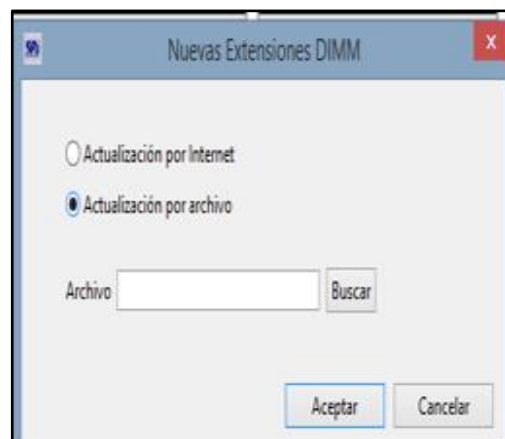 Nuevas Extensiones DIMM
x
Actualización por Internet
Actualización por archivo
Archivo
Buscar
Aceptar
Cancelar